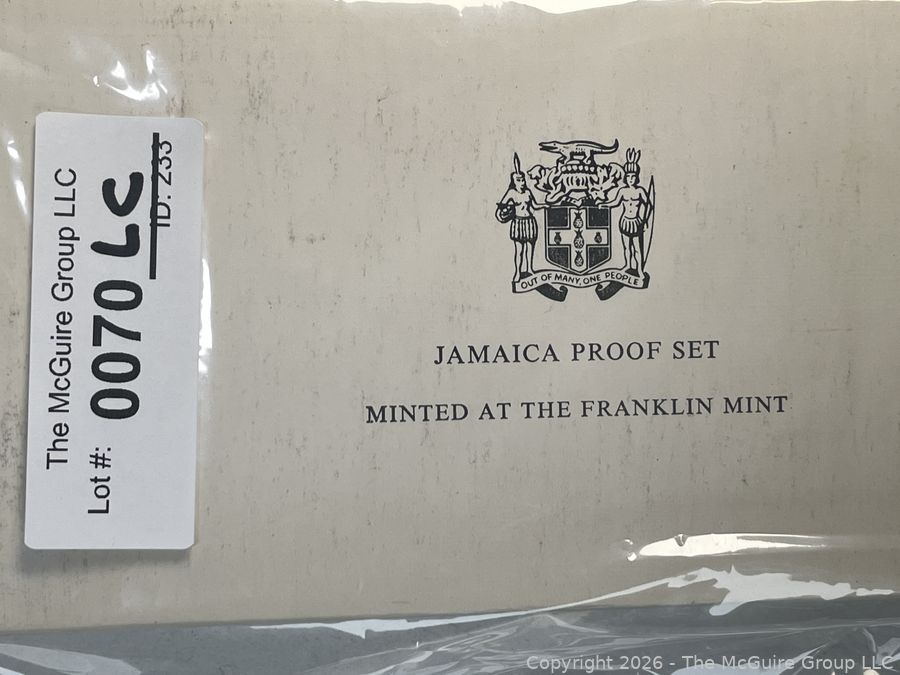 The McGuire Group LLC
Lot #: 0070 LC
ID: 233
OUT OF MANY, ONE PEOPLE
JAMAICA PROOF SET
MINTED AT THE FRANKLIN MINT
Copyright 2026 - The McGuire Group LLC